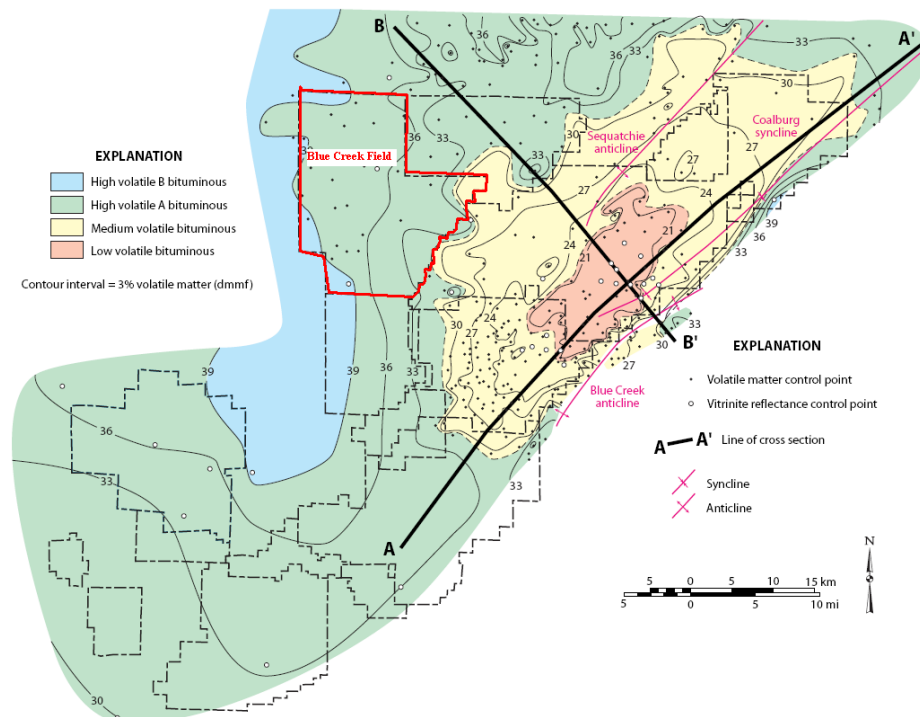 B
A'
36
33
33
30
36
33
Sequatchie
anticline
Coalburg
syncline
30
33
27
27
27
24
39
36
33
Blue Creek Field
EXPLANATION
High volatile B bituminous
High volatile A bituminous
Medium volatile bituminous
Low volatile bituminous
Contour interval = 3% volatile matter (dmmf)
24
21
21
27
30
27
24
33
30
27
B'
39
36
33
Blue Creek
anticline
EXPLANATION
Volatile matter control point
Vitrinite reflectance control point
A A' Line of cross section
Syncline
Anticline
39
36
33
33
A
33
30
N
5 0 5 10 15 km
5 0 5 10 mi